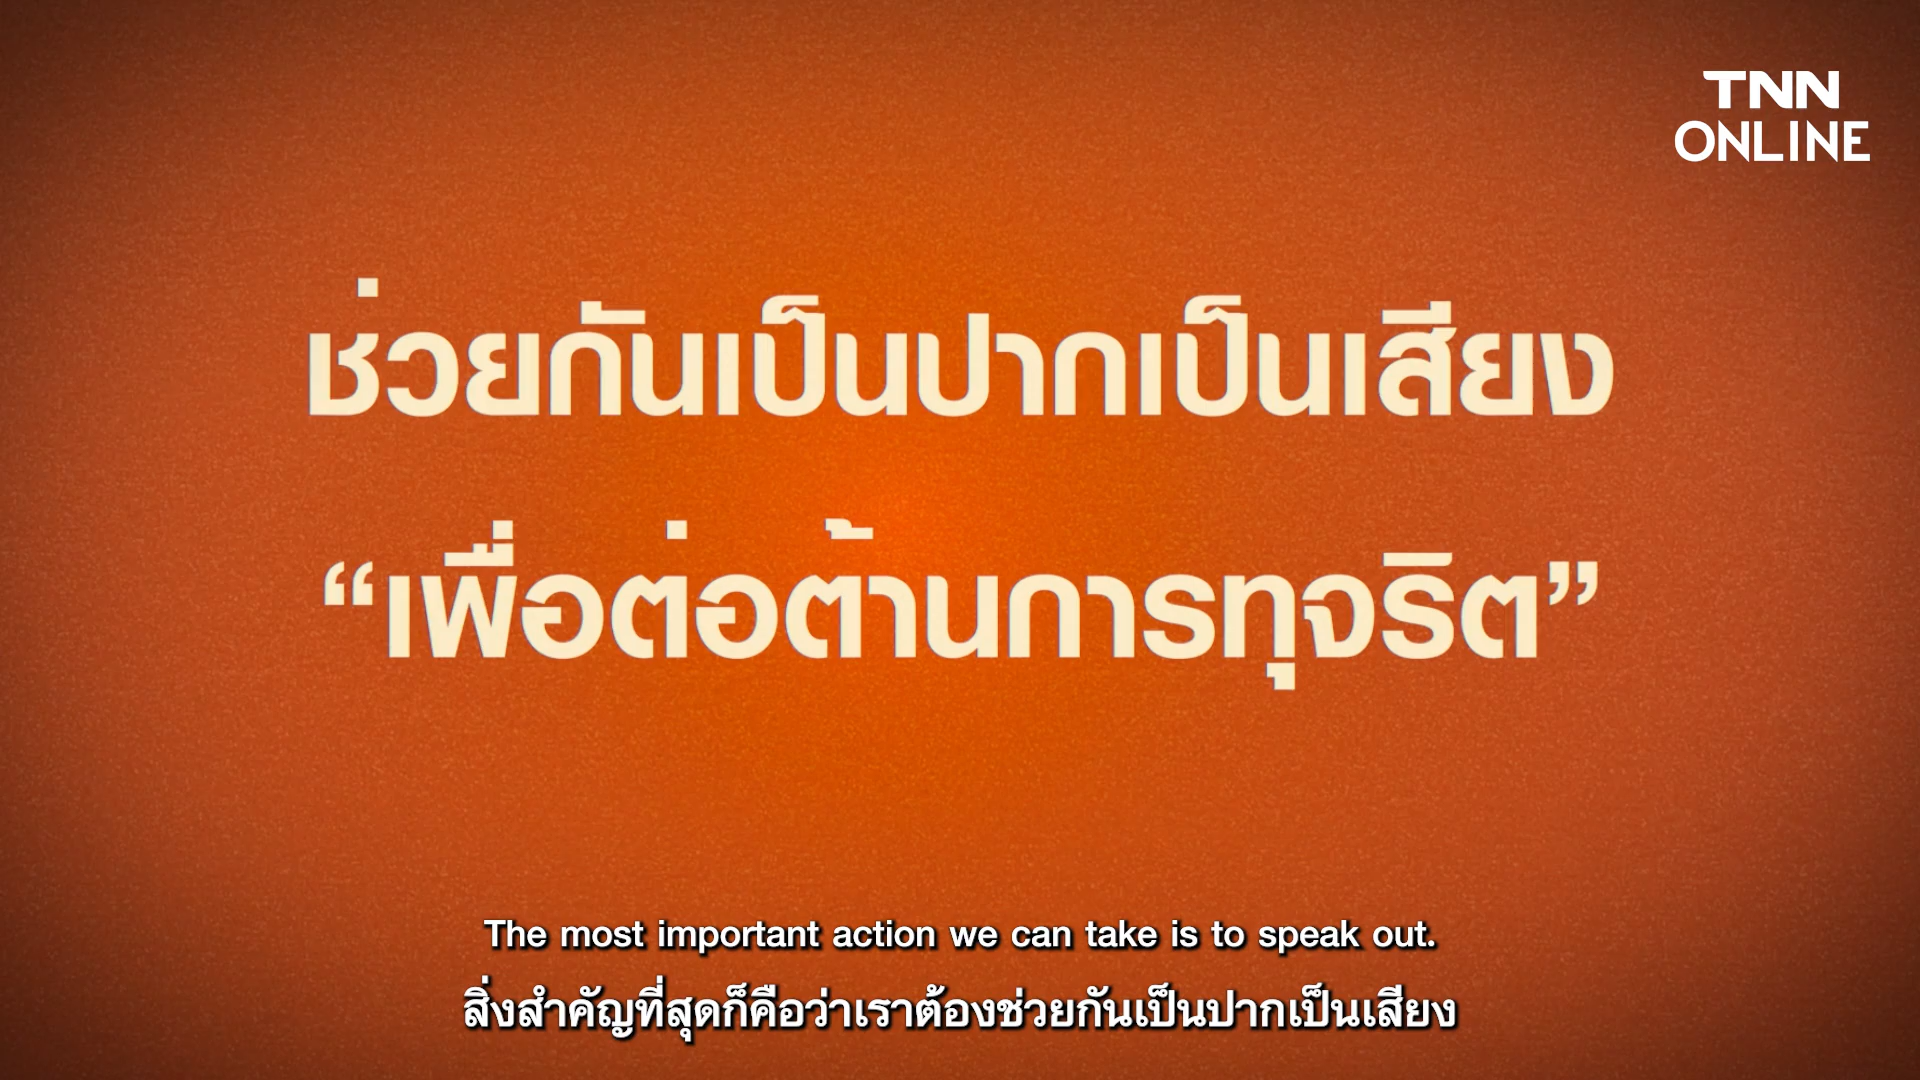 TNN
ONLINE
ช่วยกันเป็นปากเป็นเสียง
“เพื่อต่อต้านการทุจริต”
The most important action we can take is to speak out.
สิ่งสำคัญที่สุดก็คือว่าเราต้องช่วยกันเป็นปากเป็นเสียง